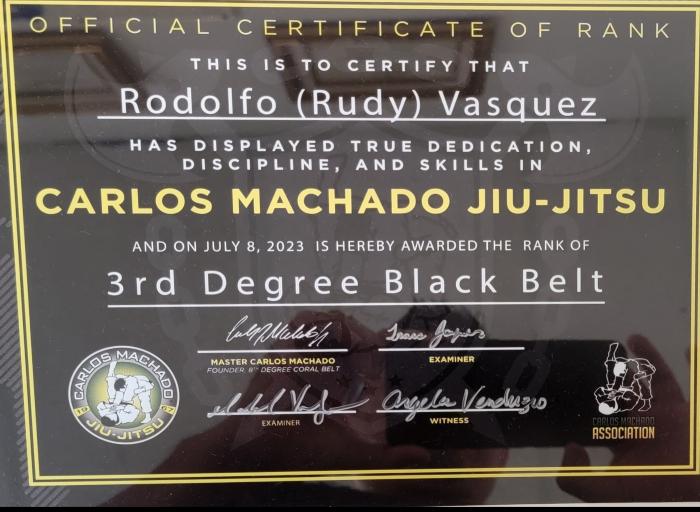 OFFICIAL CERTIFICATE OF RANK
THIS IS TO CERTIFY THAT
Rodolfo (Rudy) Vasquez
HAS DISPLAYED TRUE DEDICATION,
DISCIPLINE, AND SKILLS IN
CARLOS MACHADO JIU-JITSU
AND ON JULY 8, 2023 IS HEREBY AWARDED THE RANK OF
3rd Degree Black Belt
MASTER CARLOS MACHADO
FOUNDER, 8TH DEGREE CORAL BELT
EXAMINER
EXAMINER
Angela Verduzco
WITNESS
CARLOS MACHADO
JIU-JITSU
CARLOS MACHADO
ASSOCIATION